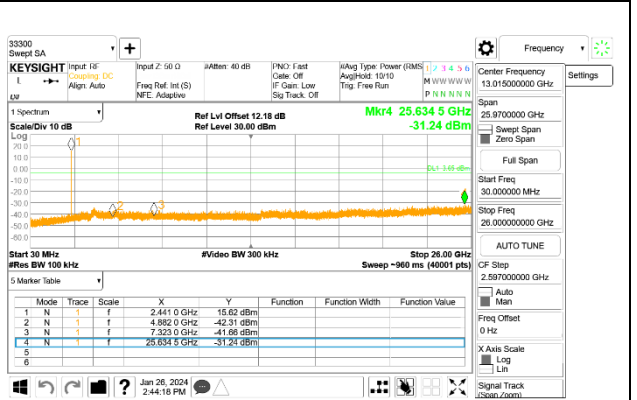 33300
Swept SA
Frequency
Settings
KEYSIGHT
Input: RF
Coupling: DC
Align: Auto
Input Z: 50 Ω
Freq Ref: Int (S)
NFE: Adaptive
#Atten: 40 dB
PNO: Fast
Gate: Off
IF Gain: Low
Sig Track: Off
#Avg Type: Power (RMS
Avg|Hold: 10/10
Trig: Free Run
1 2 3 4 5 6
M W W W W W
P N N N N N
1 Spectrum
Scale/Div 10 dB
Ref Lvl Offset 12.18 dB
Ref Level 30.00 dBm
Mkr4 25.634 5 GHz
-31.24 dBm
Log
20.0
10.0
0.00
-10.0
-20.0
-30.0
-40.0
-50.0
-60.0
1
2
3
Start 30 MHz
#Res BW 100 kHz
#Video BW 300 kHz
Stop 26.00 GHz
Sweep ~960 ms (40001 pts)
5 Marker Table
Mode Trace Scale X Y Function Function Width Function Value
1 N 1 f 2.441 0 GHz 15.62 dBm
2 N 1 f 4.882 0 GHz -42.31 dBm
3 N 1 f 7.323 0 GHz -41.66 dBm
4 N 1 f 25.634 5 GHz -31.24 dBm
5
6
Jan 26, 2024
2:44:18 PM
Center Frequency
13.015000000 GHz
Span
25.9700000 GHz
Swept Span
Zero Span
Full Span
Start Freq
30.000000 MHz
Stop Freq
26.000000000 GHz
AUTO TUNE
CF Step
2.597000000 GHz
Auto
Man
Freq Offset
0 Hz
X Axis Scale
Log
Lin
Signal Track
(Span Zoom)